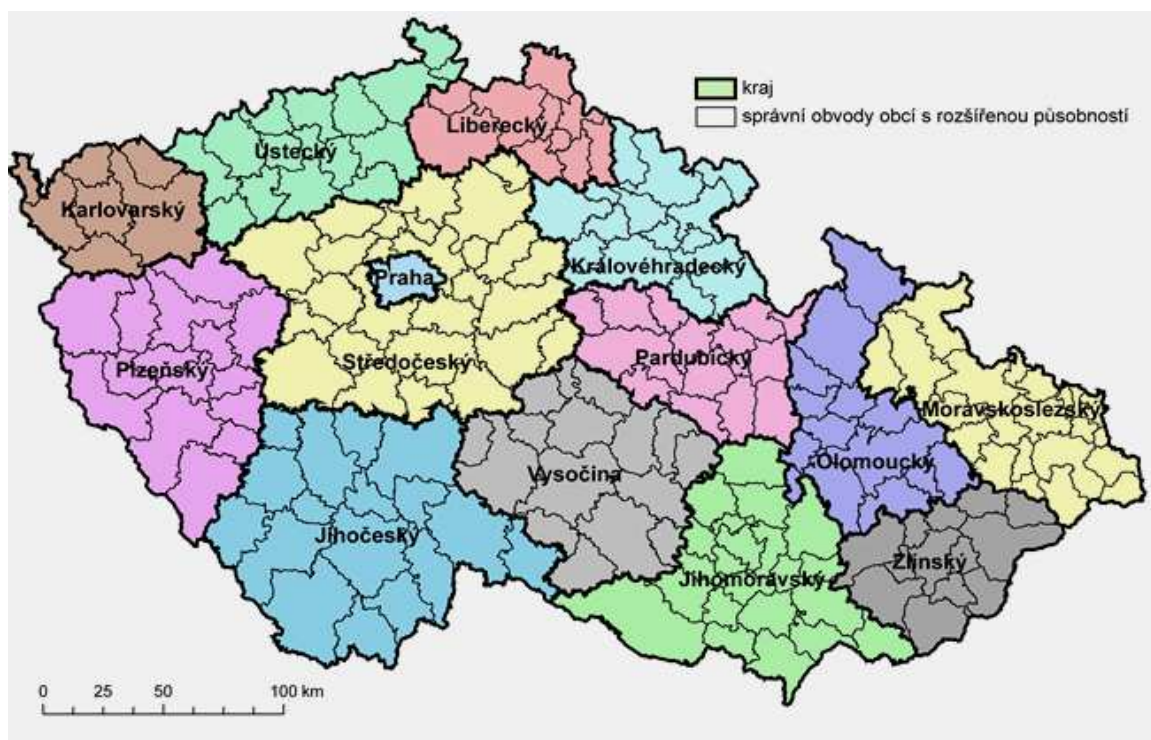 kraj
správní obvody obcí s rozšířenou působností
Liberecký
Ústecký
Karlovarský
Královéhradecký
Praha
Pardubický
Středočeský
Plzeňský
Moravskoslezský
Olomoucký
Vysočina
Jihočeský
Zlínský
Jihomoravský
0 25 50 100 km